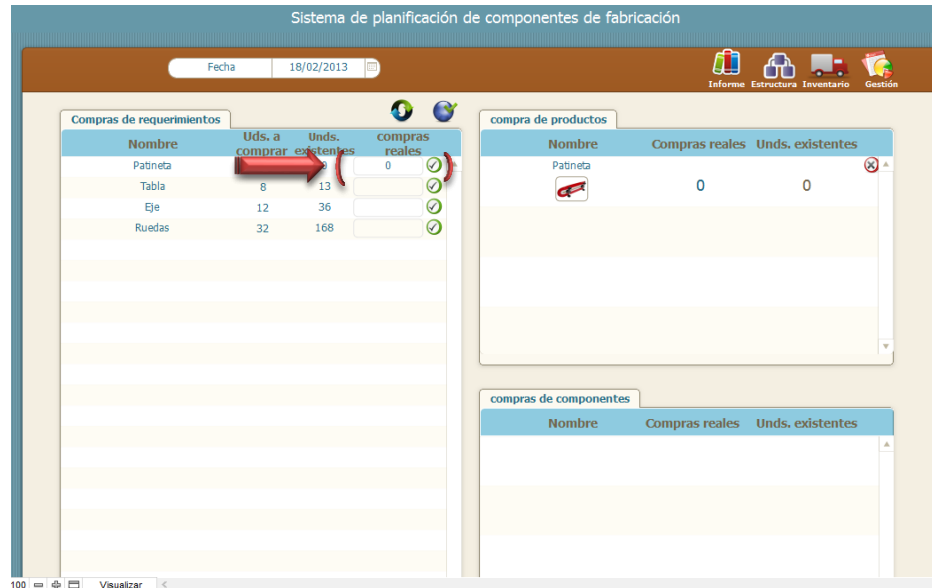 Sistema de planificación de componentes de fabricación
Fecha 18/02/2013
Informe Estructura Inventario Gestión
Compras de requerimientos
Nombre Uds. a comprar Unds. existentes compras reales
Patineta 0
Tabla 8 13
Eje 12 36
Ruedas 32 168
compra de productos
Nombre Compras reales Unds. existentes
Patineta
0 0
compras de componentes
Nombre Compras reales Unds. existentes
100 Visualizar